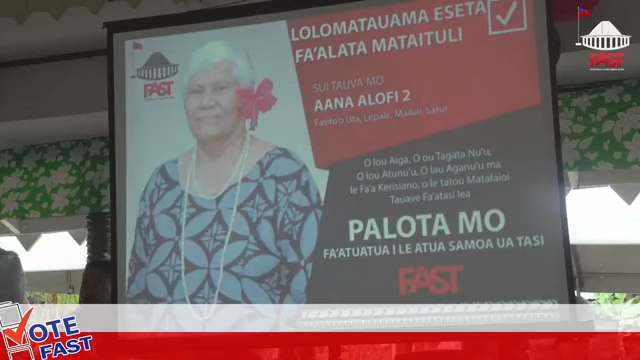 LOLOMATAUAMA ESETA
FA'ALATA MATAITULI
SUI TAUVA MO
AANA ALOFI 2
Fasito'o Uta, Lepale, Mailiili, Satui
O lou Aiga, O ou Tagata Nu'u,
O lou Atunu'u, O lau Aganu'u ma
le Fa'a Kerisiano, o le tatou Matafaioi
Tauave Fa'atasi lea
PALOTA MO
FA'ATUATUA I LE ATUA SAMOA UA TASI
FAST
FAST
FAST
VOTE
FAST